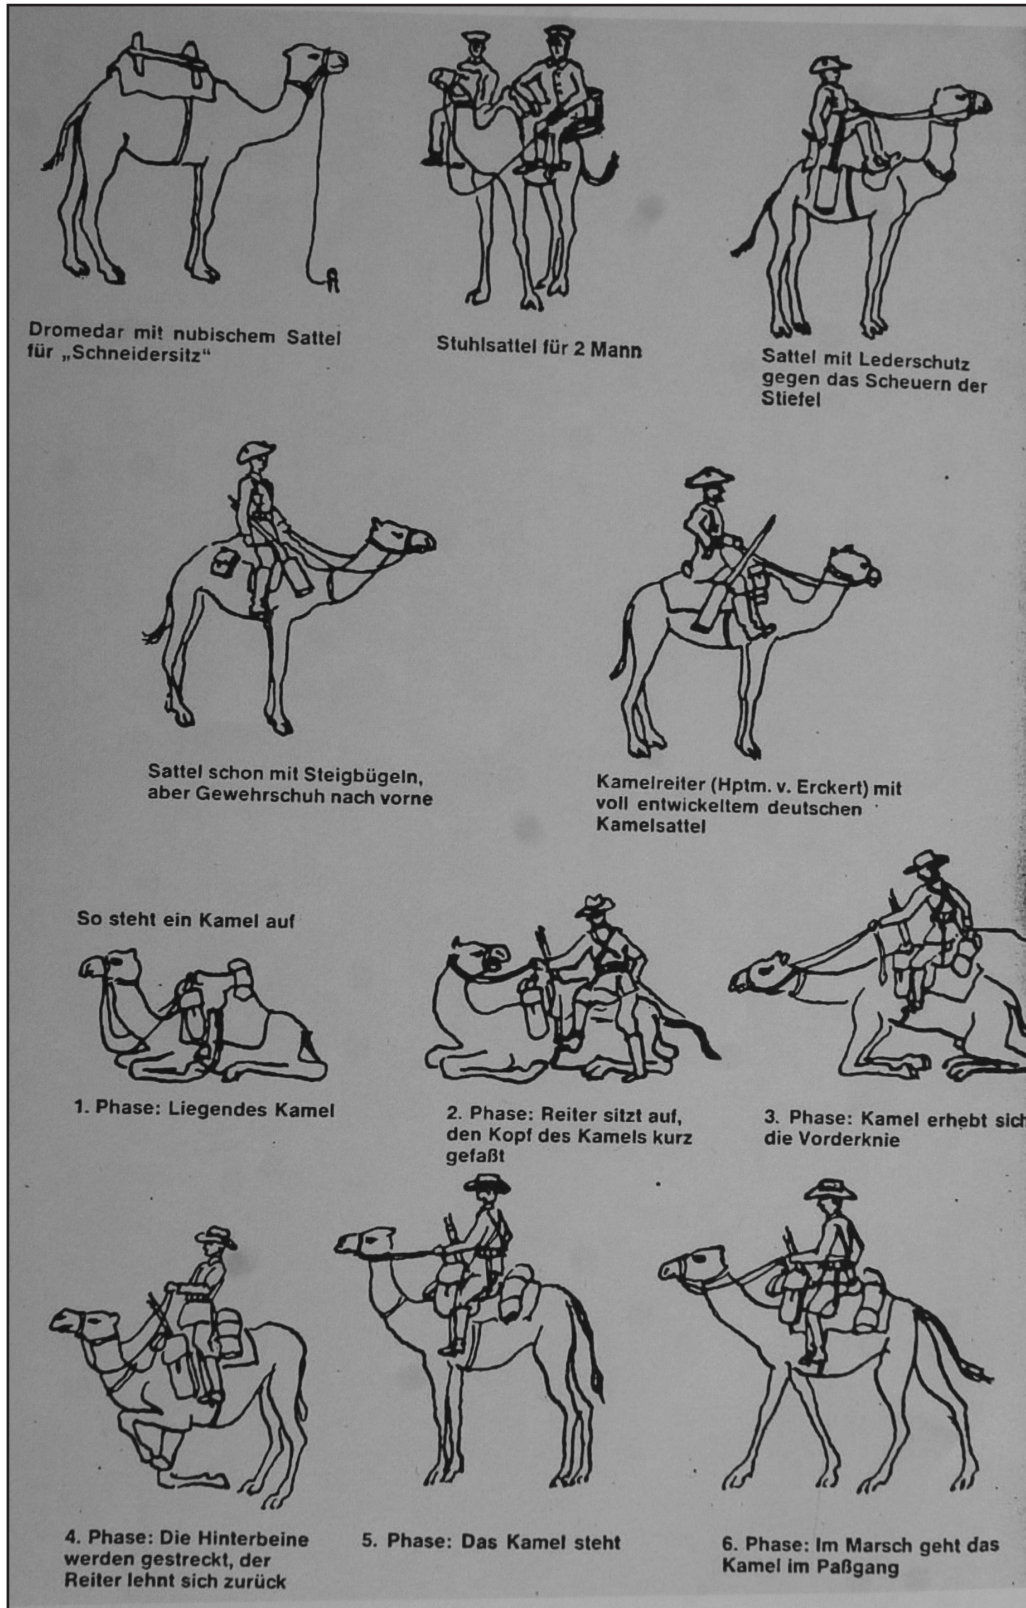 Dromedar mit nubischem Sattel
für „Schneidersitz“
Stuhlsattel für 2 Mann
Sattel mit Lederschutz
gegen das Scheuern der
Stiefel
Sattel schon mit Steigbügeln,
aber Gewehrschuh nach vorne
Kamelreiter (Hptm. v. Erckert) mit
voll entwickeltem deutschen
Kamelsattel
So steht ein Kamel auf
1. Phase: Liegendes Kamel
2. Phase: Reiter sitzt auf,
den Kopf des Kamels kurz
gefaßt
3. Phase: Kamel erhebt sich
die Vorderknie
4. Phase: Die Hinterbeine
werden gestreckt, der
Reiter lehnt sich zurück
5. Phase: Das Kamel steht
6. Phase: Im Marsch geht das
Kamel im Paßgang